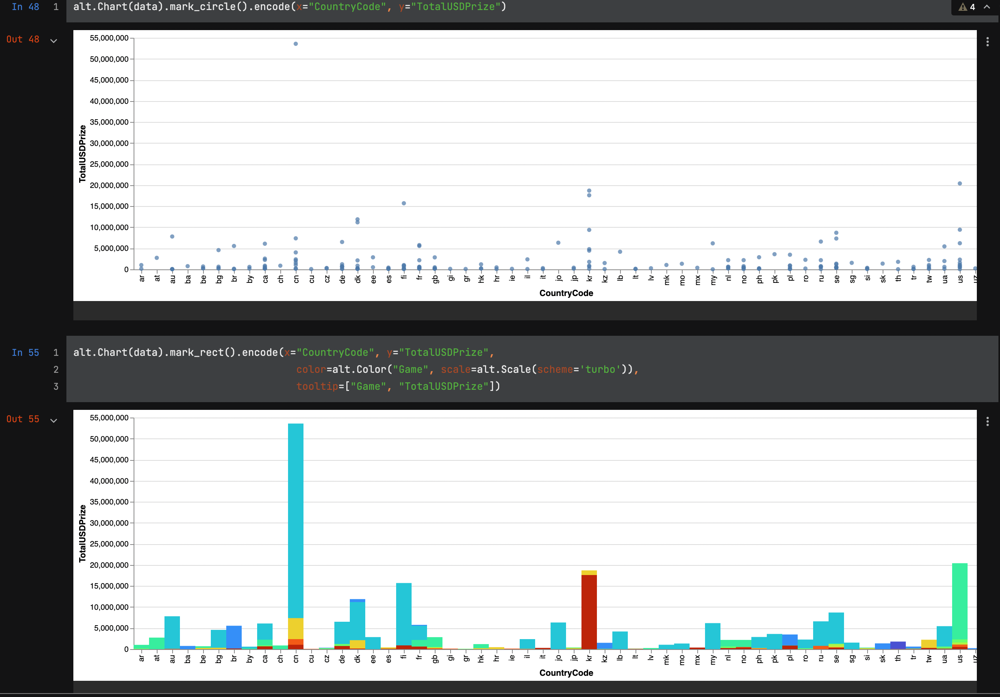 In 48 1 alt.Chart(data).mark_circle().encode(x="CountryCode", y="TotalUSDPrize") 4
Out 48
55,000,000
50,000,000
45,000,000
40,000,000
35,000,000
30,000,000
25,000,000
20,000,000
15,000,000
10,000,000
5,000,000
0
TotalUSDPrize
ar at au ba be bg br by ca ch cn cu cz de dk ee es fi fr gb gi gr hk hr ie il it jo jp kr kz lb lt lv mk mo mx my nl no ph pk pl ro ru se sg si sk th tr tw ua us uz
CountryCode
In 55 1 alt.Chart(data).mark_rect().encode(x="CountryCode", y="TotalUSDPrize",
2 color=alt.Color("Game", scale=alt.Scale(scheme='turbo')),
3 tooltip=["Game", "TotalUSDPrize"])
Out 55
55,000,000
50,000,000
45,000,000
40,000,000
35,000,000
30,000,000
25,000,000
20,000,000
15,000,000
10,000,000
5,000,000
0
TotalUSDPrize
ar at au ba be bg br by ca ch cn cu cz de dk ee es fi fr gb gi gr hk hr ie il it jo jp kr kz lb lt lv mk mo mx my nl no ph pk pl ro ru se sg si sk th tr tw ua us uz
CountryCode